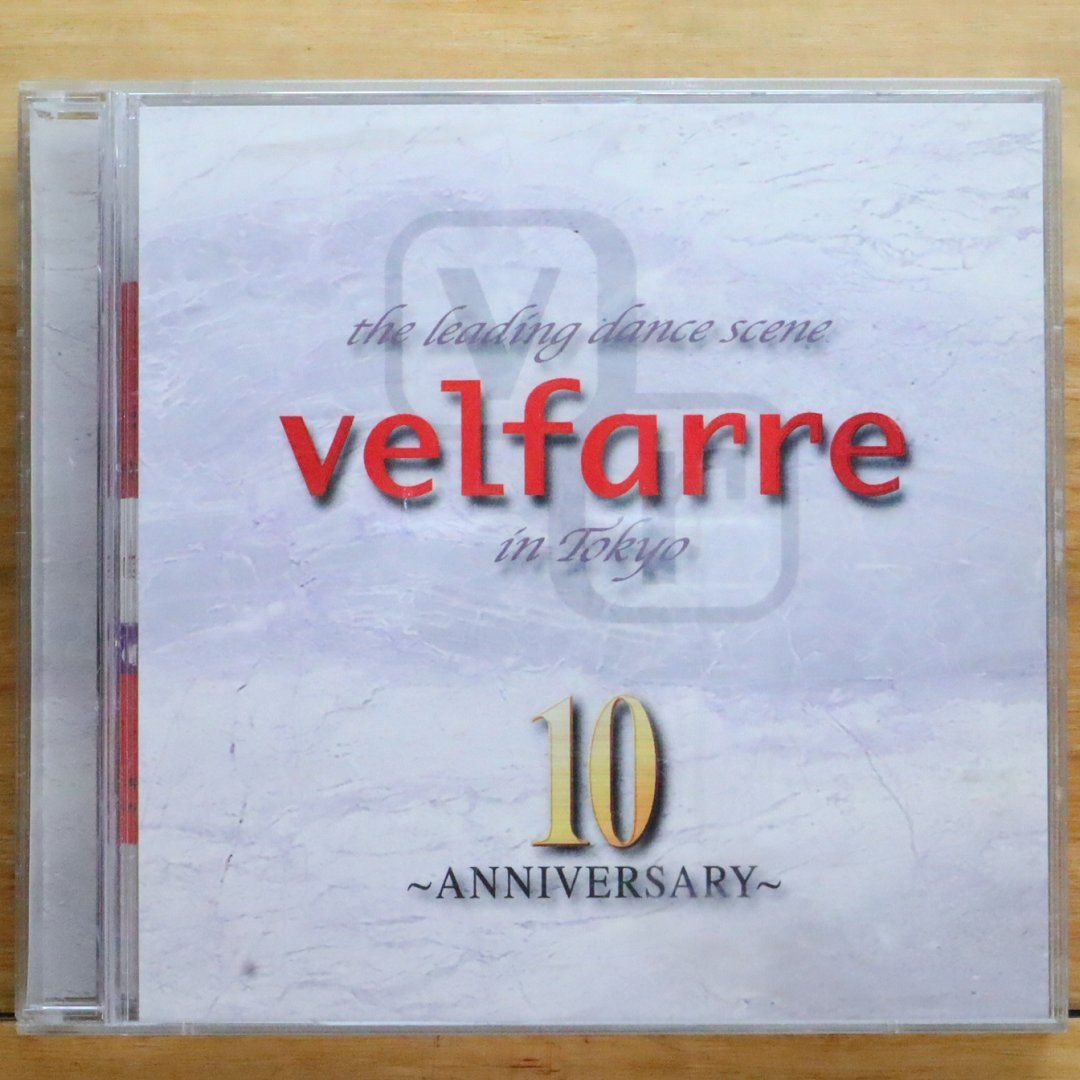 the leading dance scene
velfarre
in Tokyo
10
~ANNIVERSARY~